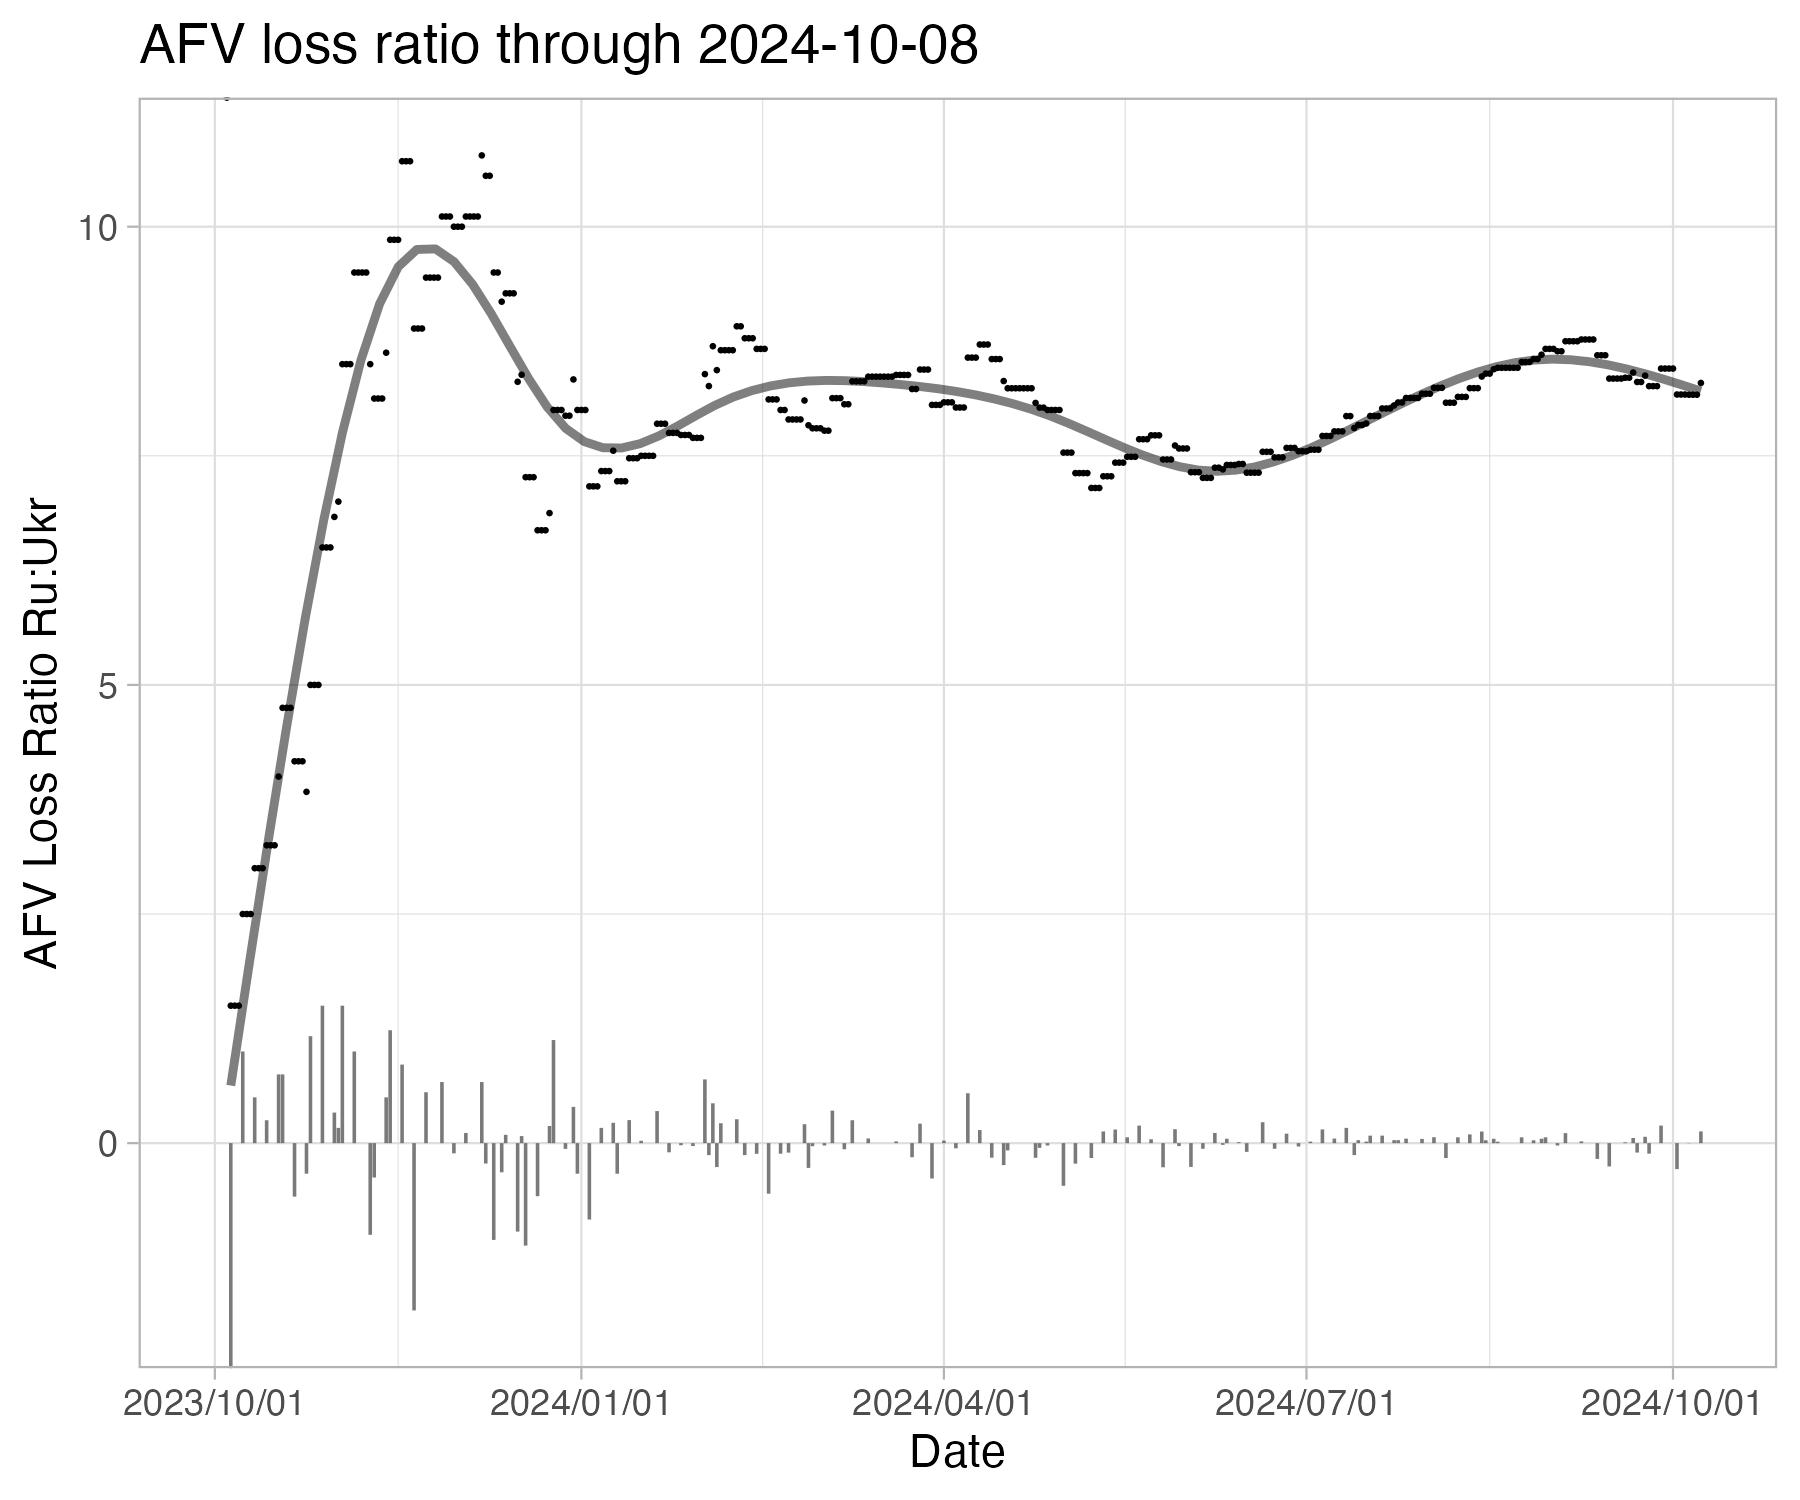 AFV loss ratio through 2024-10-08
AFV Loss Ratio Ru:Ukr
10
5
0
2023/10/01 2024/01/01 2024/04/01 2024/07/01 2024/10/01
Date